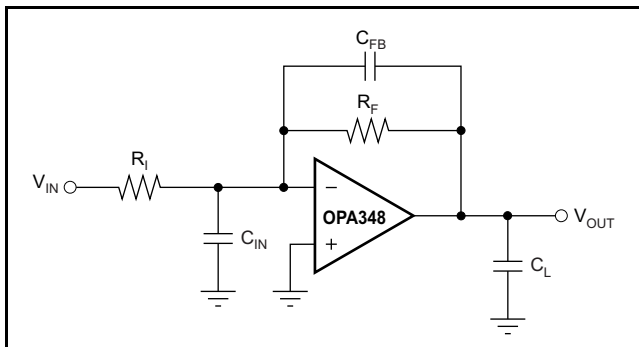 C_FB
R_F
R_I
V_IN
−
OPA348
+
C_IN
V_OUT
C_L